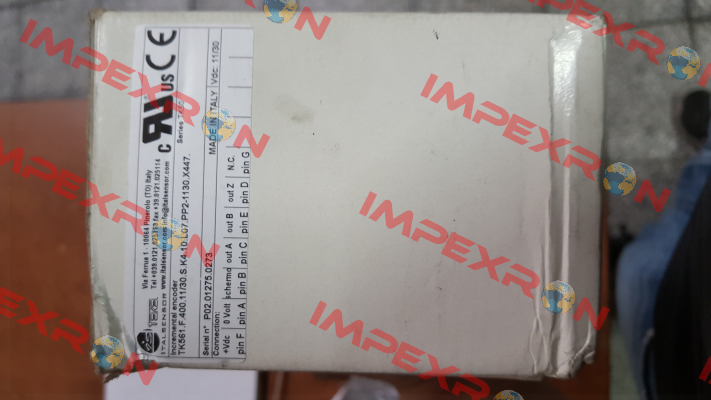 ITALSENSOR
Via Ferrua 1 - 10064 Pinerolo (TO) Italy
www.italsensor.com
c UL US CE
Incremental encoder
TK561.F.400.11/30.S.K4.10.L07.PP2-1130.X447.
Series
Serial n° P02.01275.0273
MADE IN ITALY Vdc: 11/30
Connection:
+Vdc 0 Volt schermo out A out B out Z N.C.
pin F pin A pin B pin C pin E pin D pin G
IMPEXRON
IMPEXRON
IMPEXRON
IMPEXRON
IMPEXRON
IMPEXRON